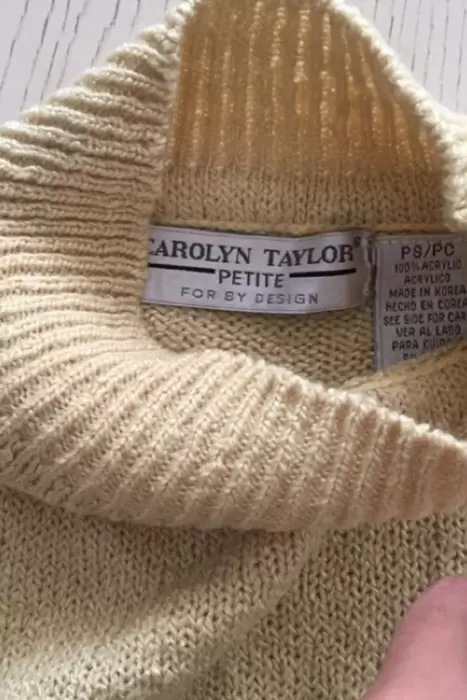 CAROLYN TAYLOR®
PETITE
FOR BY DESIGN
PS/PC
100% ACRYLIC
ACRYLICO
MADE IN KOREA
HECHO EN COREA
SEE SIDE FOR CARE
VER AL LADO
PARA